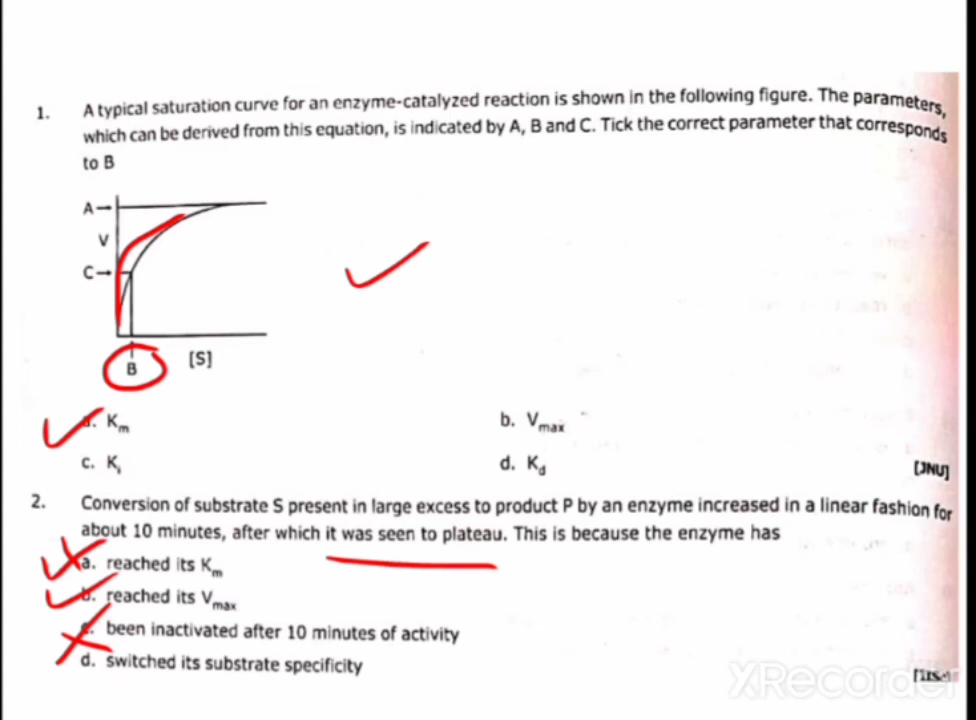 1. A typical saturation curve for an enzyme-catalyzed reaction is shown in the following figure. The parameters,
which can be derived from this equation, is indicated by A, B and C. Tick the correct parameter that corresponds
to B
A
V
C
B [S]
a. Km b. Vmax
c. Ki d. Kd [JNU]
2. Conversion of substrate S present in large excess to product P by an enzyme increased in a linear fashion for
about 10 minutes, after which it was seen to plateau. This is because the enzyme has
a. reached its Km
b. reached its Vmax
been inactivated after 10 minutes of activity
d. switched its substrate specificity
XRecorder